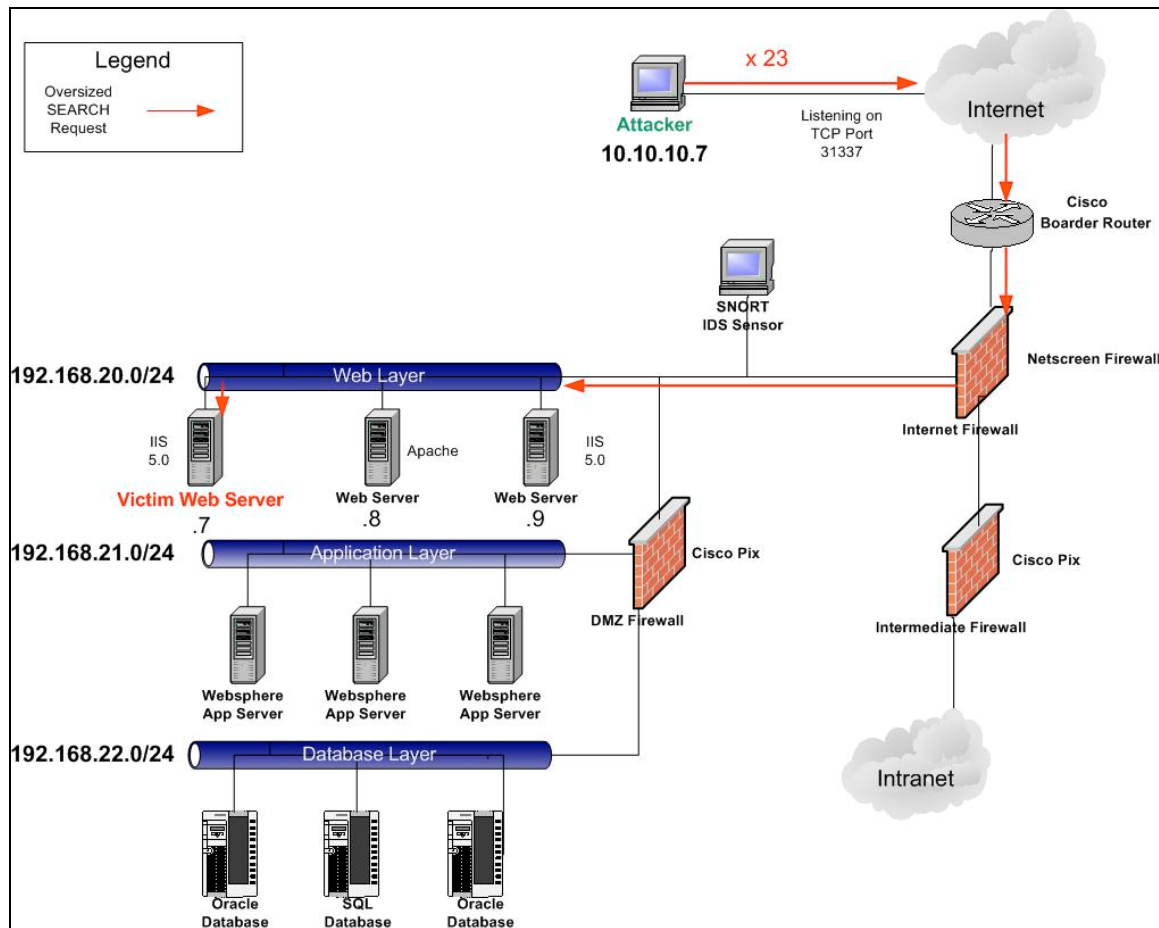 Legend
Oversized
SEARCH
Request
x 23
Attacker
10.10.10.7
Listening on
TCP Port
31337
Internet
Cisco
Boarder Router
SNORT
IDS Sensor
Netscreen Firewall
Internet Firewall
192.168.20.0/24
Web Layer
IIS
5.0
Victim Web Server
.7
Apache
Web Server
.8
IIS
5.0
Web Server
.9
192.168.21.0/24
Application Layer
Cisco Pix
DMZ Firewall
Cisco Pix
Intermediate Firewall
Websphere
App Server
Websphere
App Server
Websphere
App Server
192.168.22.0/24
Database Layer
Intranet
Oracle
Database
SQL
Database
Oracle
Database